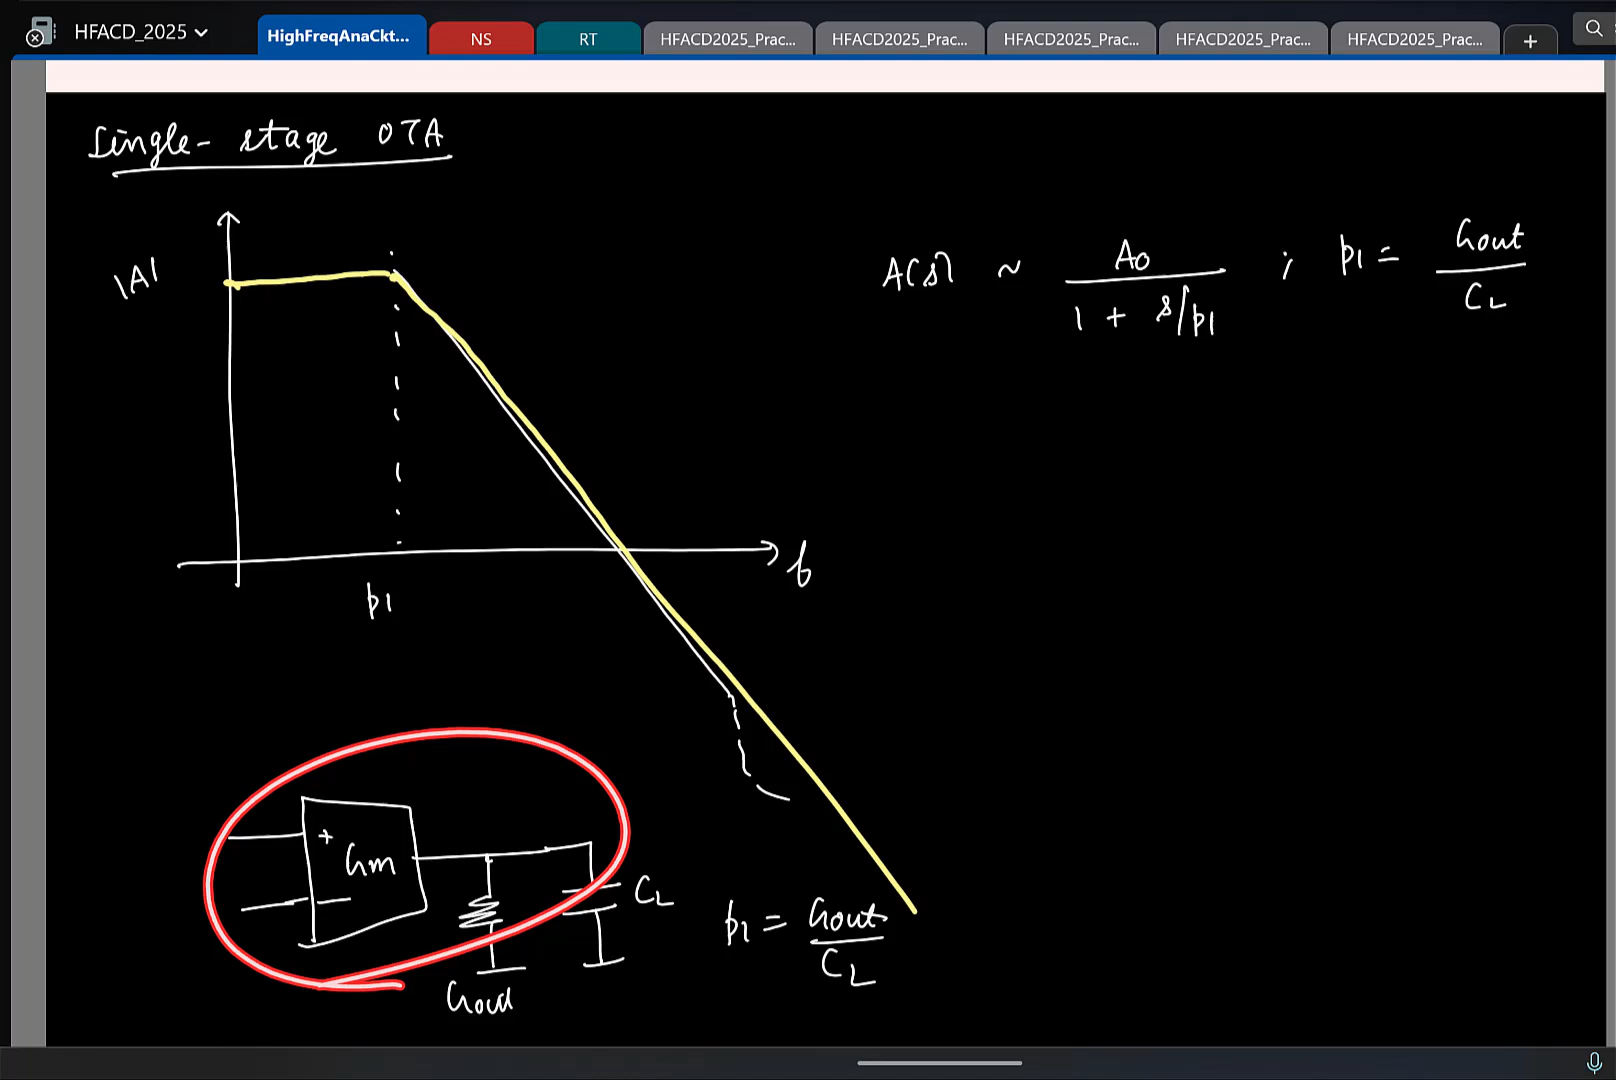 HFACD_2025
HighFreqAnaCkt...
NS
RT
HFACD2025_Prac...
HFACD2025_Prac...
HFACD2025_Prac...
HFACD2025_Prac...
HFACD2025_Prac...
+
Single-stage OTA
|A|
A(s) ~ A0 / 1 + s/p1 ; p1 = Gout / CL
f
p1
+
Gm
—
CL
Gout
p1 = Gout / CL